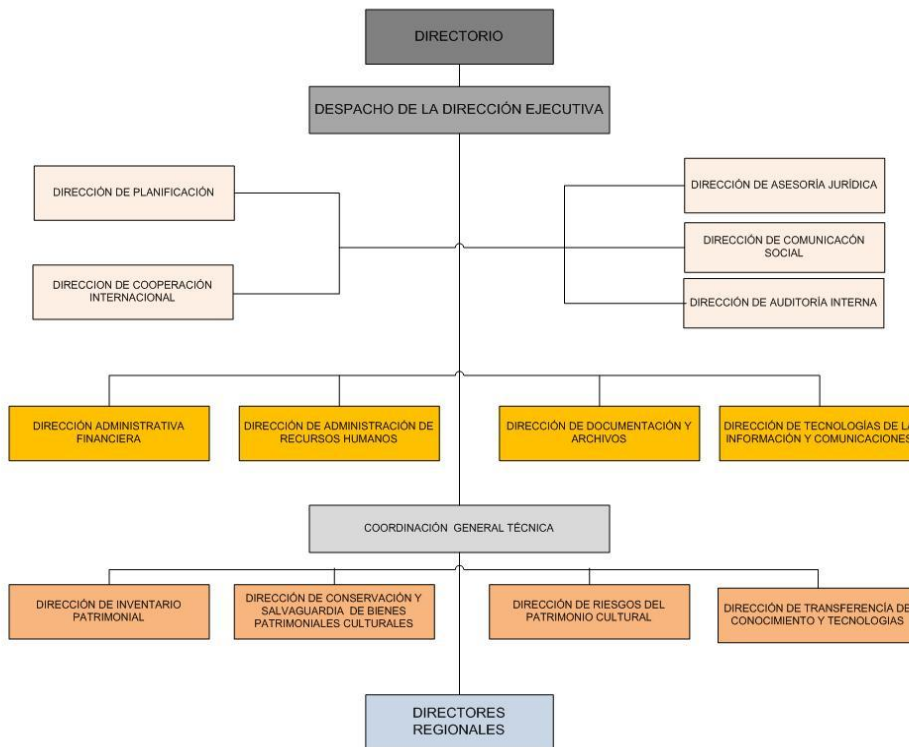 DIRECTORIO
DESPACHO DE LA DIRECCIÓN EJECUTIVA
DIRECCIÓN DE PLANIFICACIÓN
DIRECCION DE COOPERACIÓN
INTERNACIONAL
DIRECCIÓN DE ASESORÍA JURÍDICA
DIRECCIÓN DE COMUNICACÓN
SOCIAL
DIRECCIÓN DE AUDITORÍA INTERNA
DIRECCIÓN ADMINISTRATIVA
FINANCIERA
DIRECCIÓN DE ADMINISTRACIÓN DE
RECURSOS HUMANOS
DIRECCIÓN DE DOCUMENTACIÓN Y
ARCHIVOS
DIRECCIÓN DE TECNOLOGÍAS DE LA
INFORMACIÓN Y COMUNICACIONES
COORDINACIÓN GENERAL TÉCNICA
DIRECCIÓN DE INVENTARIO
PATRIMONIAL
DIRECCIÓN DE CONSERVACIÓN Y
SALVAGUARDIA DE BIENES
PATRIMONIALES CULTURALES
DIRECCIÓN DE RIESGOS DEL
PATRIMONIO CULTURAL
DIRECCIÓN DE TRANSFERENCÍA DE
CONOCIMIENTO Y TECNOLOGIAS
DIRECTORES
REGIONALES